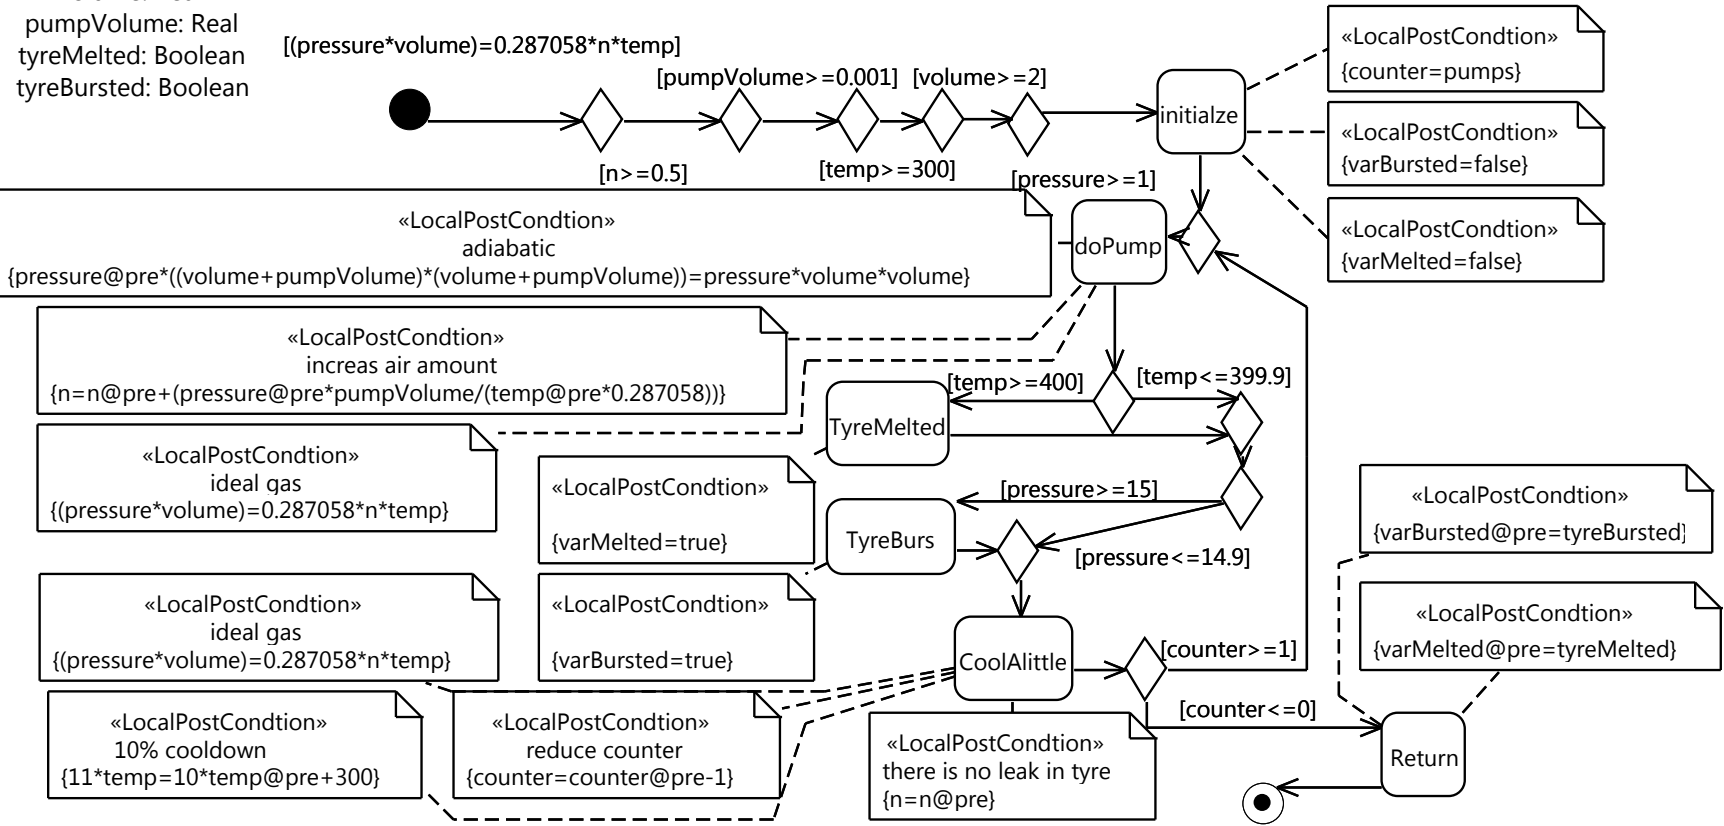 pumpVolume: Real
tyreMelted: Boolean
tyreBursted: Boolean
[(pressure*volume)=0.287058*n*temp]
[pumpVolume>=0.001]
[volume>=2]
[n>=0.5]
[temp>=300]
[pressure>=1]
initialze
«LocalPostCondtion»
{counter=pumps}
«LocalPostCondtion»
{varBursted=false}
«LocalPostCondtion»
{varMelted=false}
«LocalPostCondtion»
adiabatic
{pressure@pre*((volume+pumpVolume)*(volume+pumpVolume))=pressure*volume*volume}
doPump
«LocalPostCondtion»
increas air amount
{n=n@pre+(pressure@pre*pumpVolume/(temp@pre*0.287058))}
[temp>=400]
[temp<=399.9]
TyreMelted
«LocalPostCondtion»
ideal gas
{(pressure*volume)=0.287058*n*temp}
«LocalPostCondtion»
{varMelted=true}
[pressure>=15]
TyreBurs
[pressure<=14.9]
«LocalPostCondtion»
{varBursted@pre=tyreBursted}
«LocalPostCondtion»
{varMelted@pre=tyreMelted}
«LocalPostCondtion»
ideal gas
{(pressure*volume)=0.287058*n*temp}
«LocalPostCondtion»
{varBursted=true}
CoolAlittle
[counter>=1]
[counter<=0]
«LocalPostCondtion»
10% cooldown
{11*temp=10*temp@pre+300}
«LocalPostCondtion»
reduce counter
{counter=counter@pre-1}
«LocalPostCondtion»
there is no leak in tyre
{n=n@pre}
Return